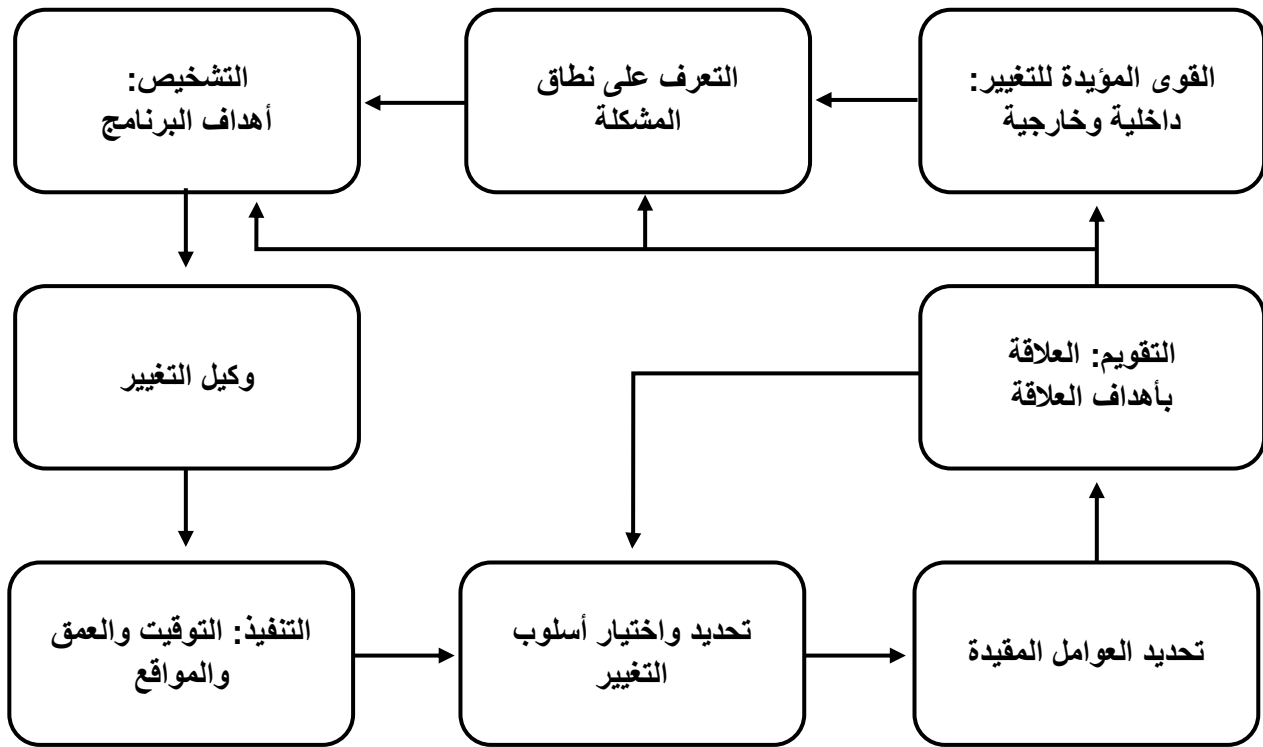 القوى المؤيدة للتغيير:
داخلية وخارجية
التعرف على نطاق
المشكلة
التشخيص:
أهداف البرنامج
التقويم: العلاقة
بأهداف العلاقة
وكيل التغيير
تحديد العوامل المقيدة
تحديد واختيار أسلوب
التغيير
التنفيذ: التوقيت والعمق
والمواقع